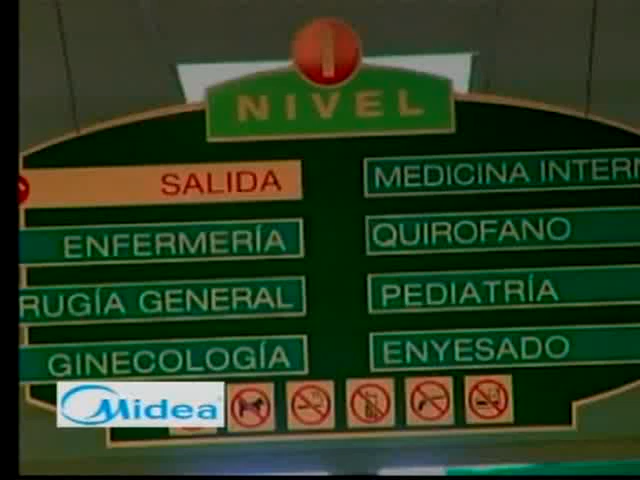 1
NIVEL
SALIDA
ENFERMERÍA
RUGÍA GENERAL
GINECOLOGÍA
MEDICINA INTERN
QUIROFANO
PEDIATRÍA
ENYESADO
Midea